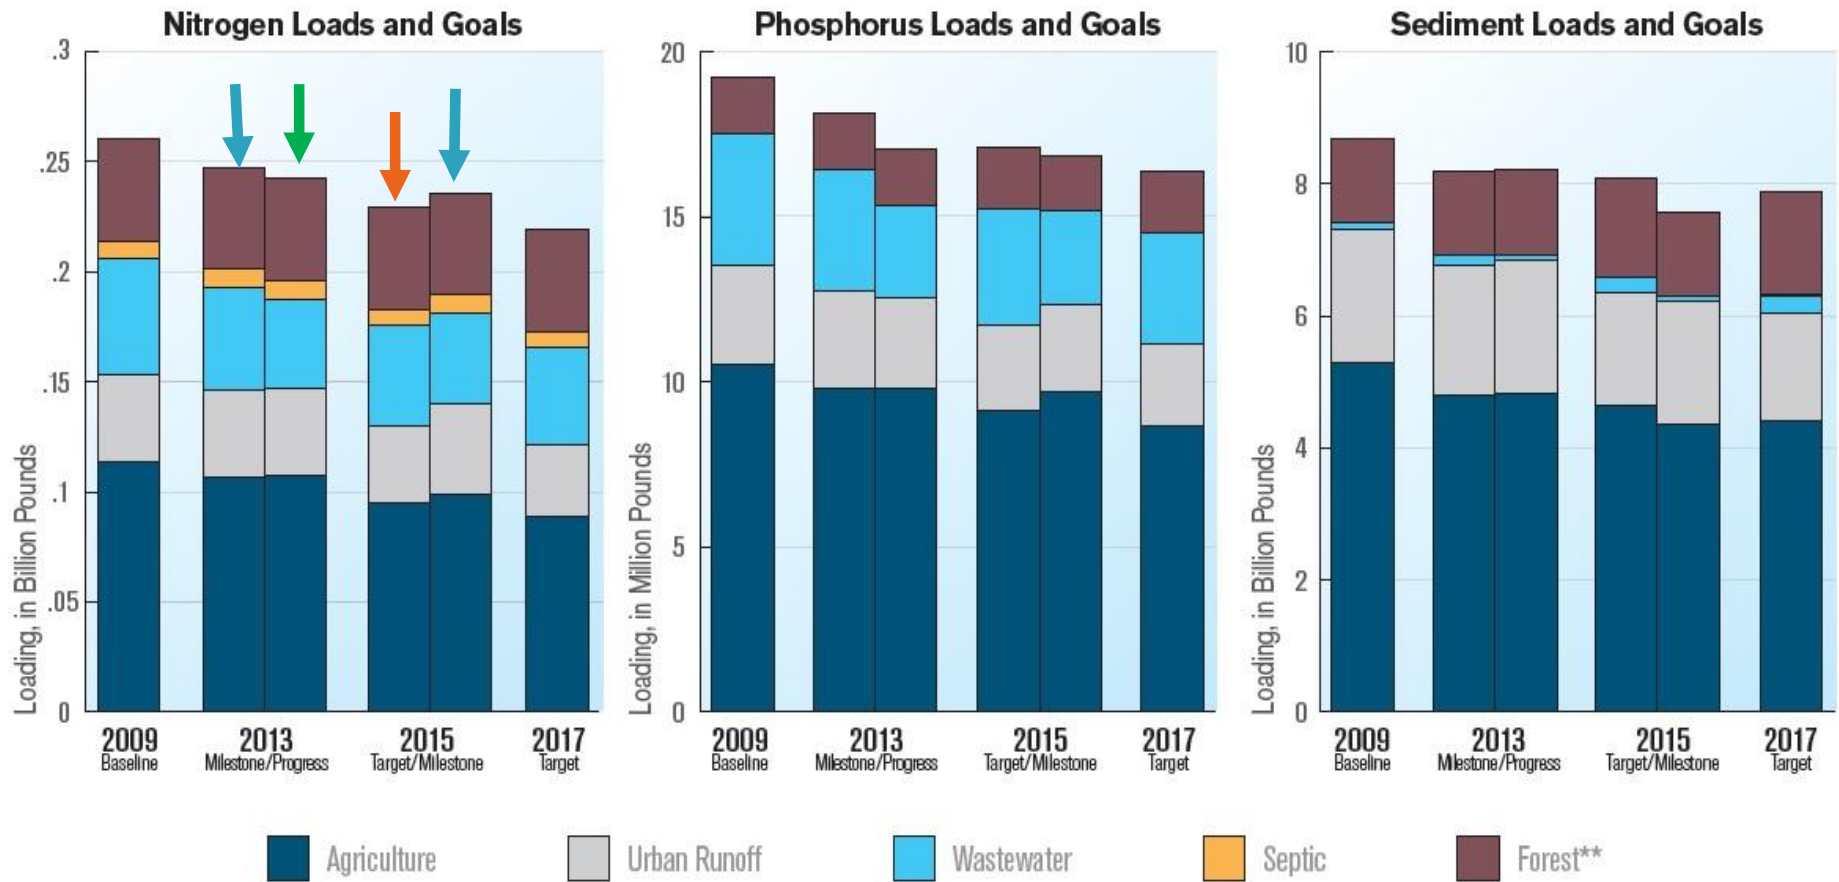 Nitrogen Loads and Goals
Loading, in Billion Pounds
.3
.25
.2
.15
.1
.05
0
2009
Baseline
2013
Milestone/Progress
2015
Target/Milestone
2017
Target
Phosphorus Loads and Goals
Loading, in Million Pounds
20
15
10
5
0
2009
Baseline
2013
Milestone/Progress
2015
Target/Milestone
2017
Target
Sediment Loads and Goals
Loading, in Billion Pounds
10
8
6
4
2
0
2009
Baseline
2013
Milestone/Progress
2015
Target/Milestone
2017
Target
Agriculture
Urban Runoff
Wastewater
Septic
Forest**